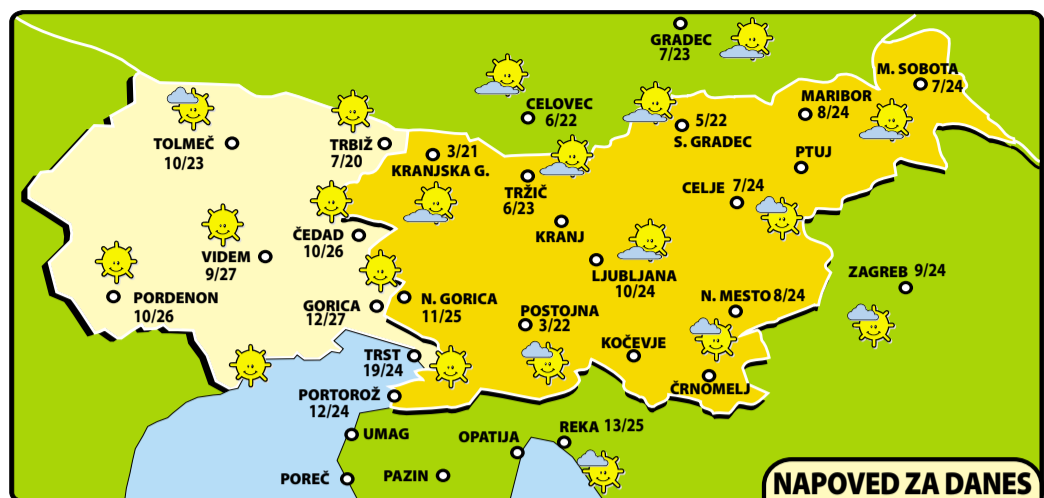 GRADEC
7/23
M. SOBOTA
7/24
CELOVEC
6/22
MARIBOR
8/24
5/22
S. GRADEC
TOLMEČ
10/23
TRBIŽ
7/20
3/21
KRANJSKA G.
PTUJ
TRŽIČ
6/23
CELJE 7/24
ČEDAD
10/26
KRANJ
VIDEM
9/27
LJUBLJANA
10/24
ZAGREB 9/24
PORDENON
10/26
GORICA
12/27
N. GORICA
11/25
POSTOJNA
3/22
N. MESTO 8/24
KOČEVJE
TRST
19/24
ČRNOMELJ
PORTOROŽ
12/24
UMAG
OPATIJA
REKA 13/25
POREČ
PAZIN
NAPOVED ZA DANES